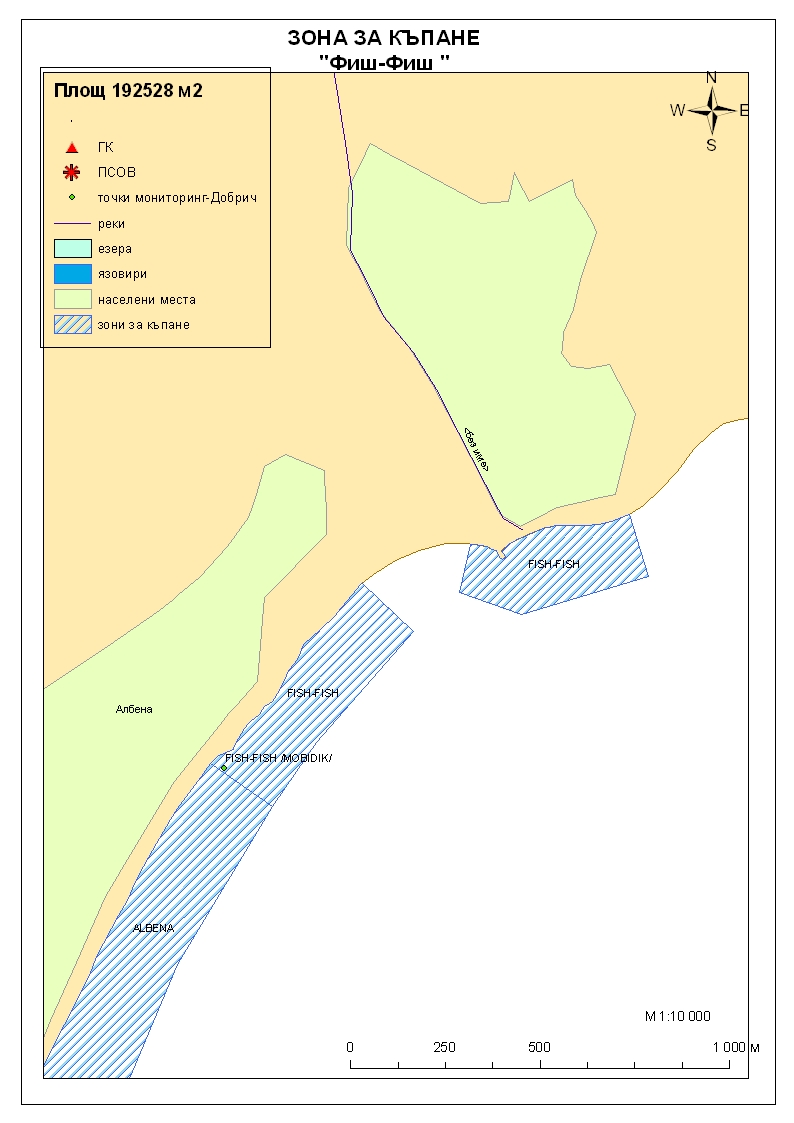 ЗОНА ЗА КЪПАНЕ
"Фиш-Фиш "
Площ 192528 м2
ГК
ПСОВ
точки мониторинг-Добрич
реки
езера
язовири
населени места
зони за къпане
N
W E
S
<без име>
FISH-FISH
FISH-FISH
Албена
FISH-FISH /MOBIDIK/
ALBENA
М 1:10 000
0 250 500 1 000 м